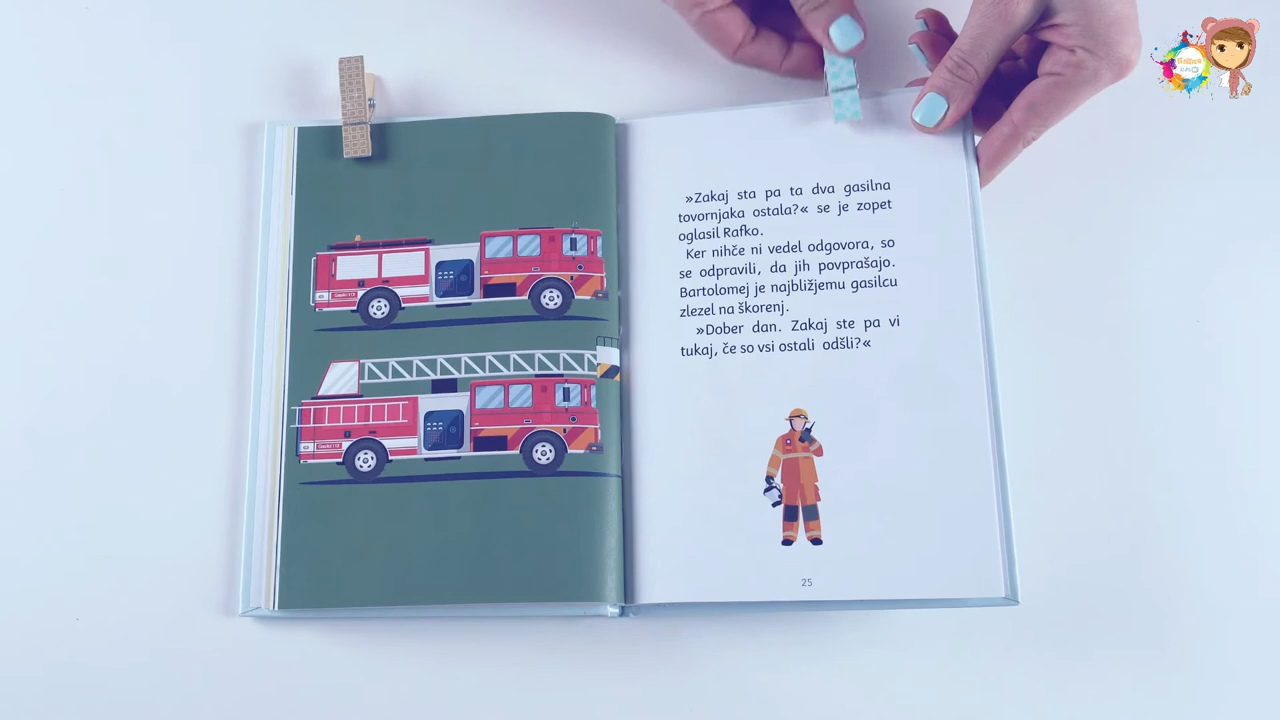 »Zakaj sta pa ta dva gasilna
tovornjaka ostala?« se je zopet
oglasil Rafko.
Ker nihče ni vedel odgovora, so
se odpravili, da jih povprašajo.
Bartolomej je najbližjemu gasilcu
zlezel na škorenj.
»Dober dan. Zakaj ste pa vi
tukaj, če so vsi ostali odšli?«
25